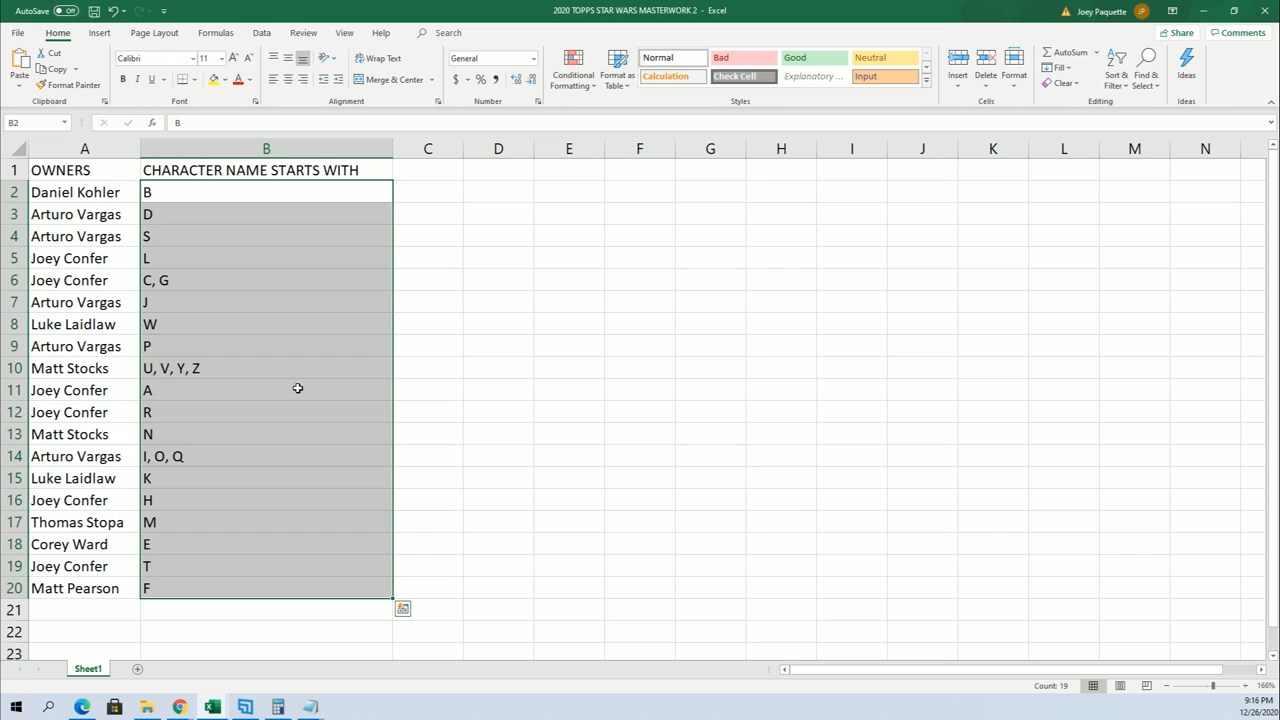 AutoSave Off 2020 TOPPS STAR WARS MASTERWORK 2 - Excel Joey Paquette JP
File Home Insert Page Layout Formulas Data Review View Help Search Share Comments
Paste Cut Copy Format Painter Clipboard
Calibri 11 A A B I U A Font
Wrap Text Merge & Center Alignment
General $ % , Number
Conditional Formatting Format as Table Normal Bad Good Neutral Calculation Check Cell Explanatory ... Input Styles
Insert Delete Format Cells
AutoSum Fill Clear Sort & Filter Find & Select Editing
Ideas Ideas
B2 fx B
A B C D E F G H I J K L M N
1 OWNERS CHARACTER NAME STARTS WITH
2 Daniel Kohler B
3 Arturo Vargas D
4 Arturo Vargas S
5 Joey Confer L
6 Joey Confer C, G
7 Arturo Vargas J
8 Luke Laidlaw W
9 Arturo Vargas P
10 Matt Stocks U, V, Y, Z
11 Joey Confer A
12 Joey Confer R
13 Matt Stocks N
14 Arturo Vargas I, O, Q
15 Luke Laidlaw K
16 Joey Confer H
17 Thomas Stopa M
18 Corey Ward E
19 Joey Confer T
20 Matt Pearson F
21
22
23
Sheet1
Count: 19 166%
9:16 PM
12/26/2020